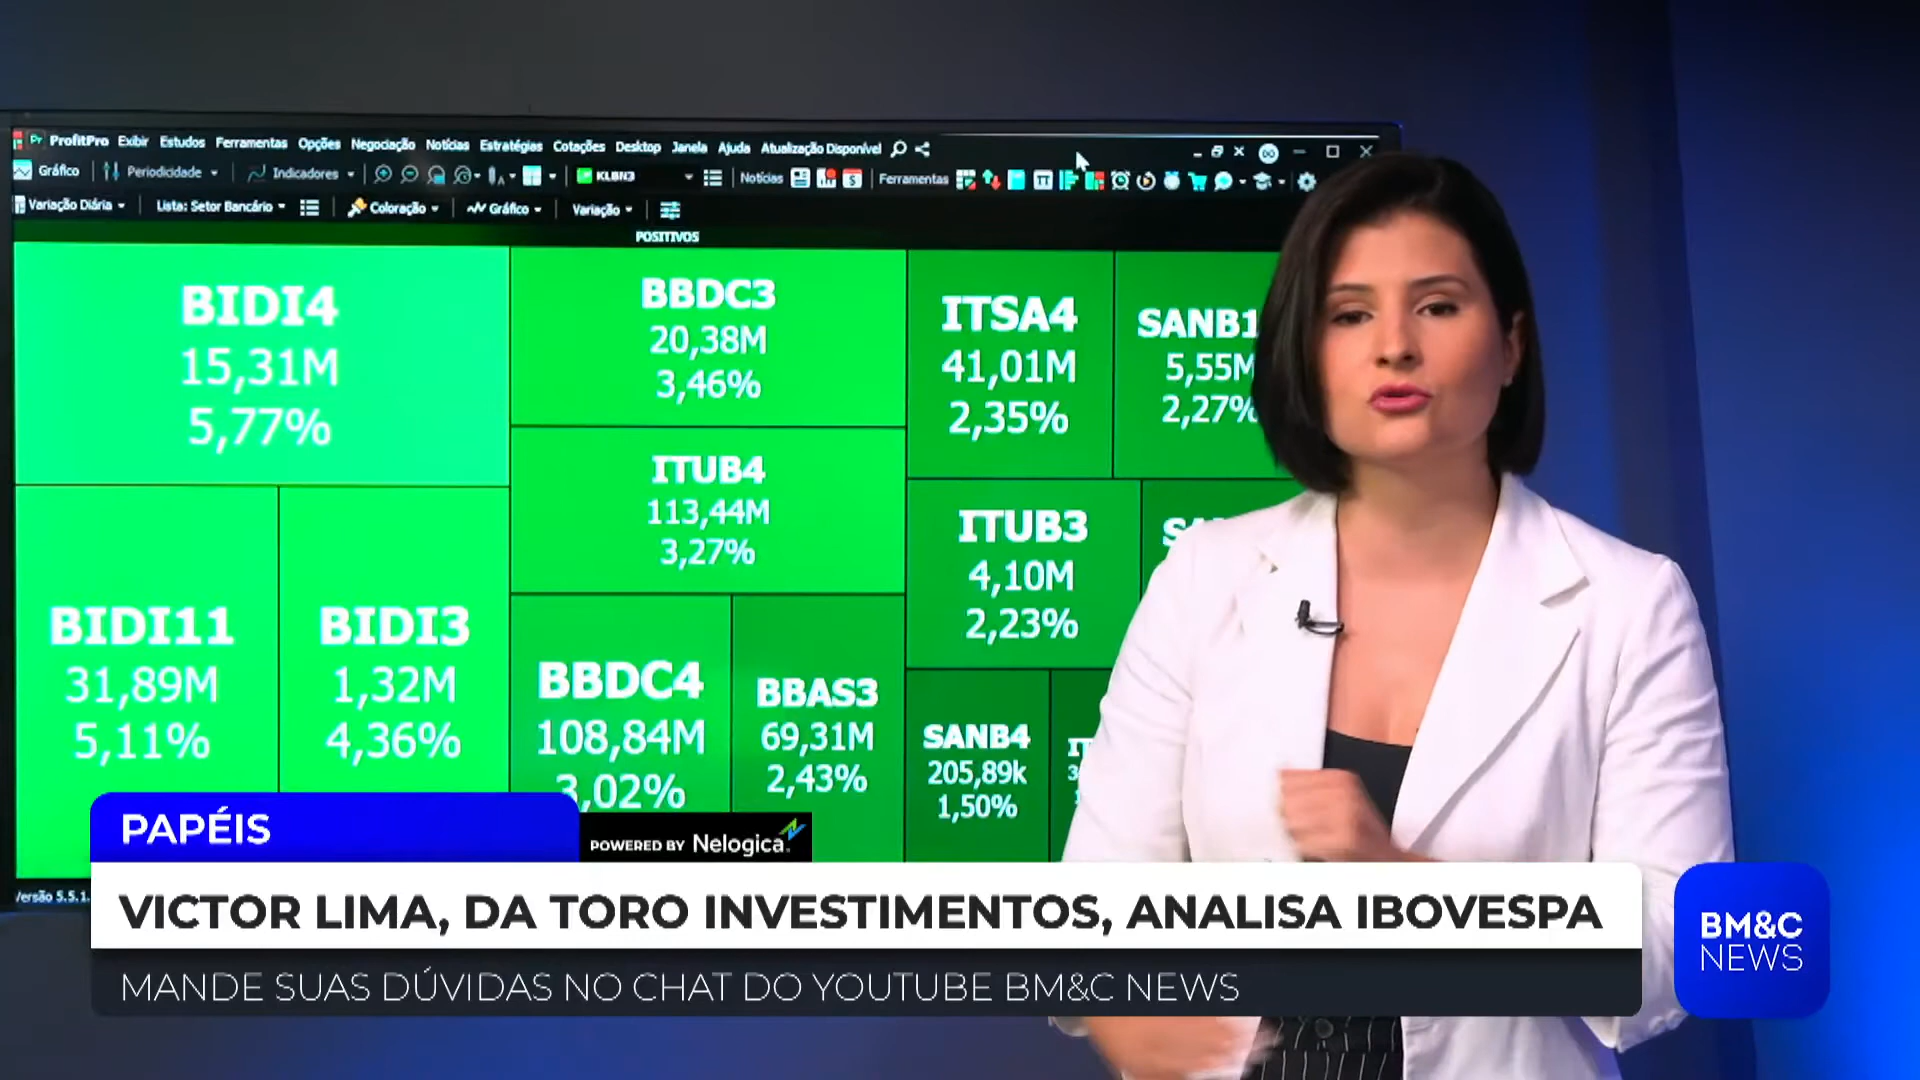 ProfitPro Exibir Estudos Ferramentas Opções Negociação Notícias Estratégias Cotações Desktop Janela Ajuda Atualização Disponível
Gráfico Periodicidade Indicadores KLBN3 Notícias Ferramentas
Variação Diária Lista: Setor Bancário Coloração Gráfico Variação
POSITIVOS
BIDI4
15,31M
5,77%
BIDI11
31,89M
5,11%
BIDI3
1,32M
4,36%
BBDC3
20,38M
3,46%
ITUB4
113,44M
3,27%
BBDC4
108,84M
3,02%
BBAS3
69,31M
2,43%
ITSA4
41,01M
2,35%
SANB1
5,55M
2,27%
ITUB3
4,10M
2,23%
SANB4
205,89k
1,50%
PAPÉIS
POWERED BY Nelogica
VICTOR LIMA, DA TORO INVESTIMENTOS, ANALISA IBOVESPA
MANDE SUAS DÚVIDAS NO CHAT DO YOUTUBE BM&C NEWS
BM&C
NEWS